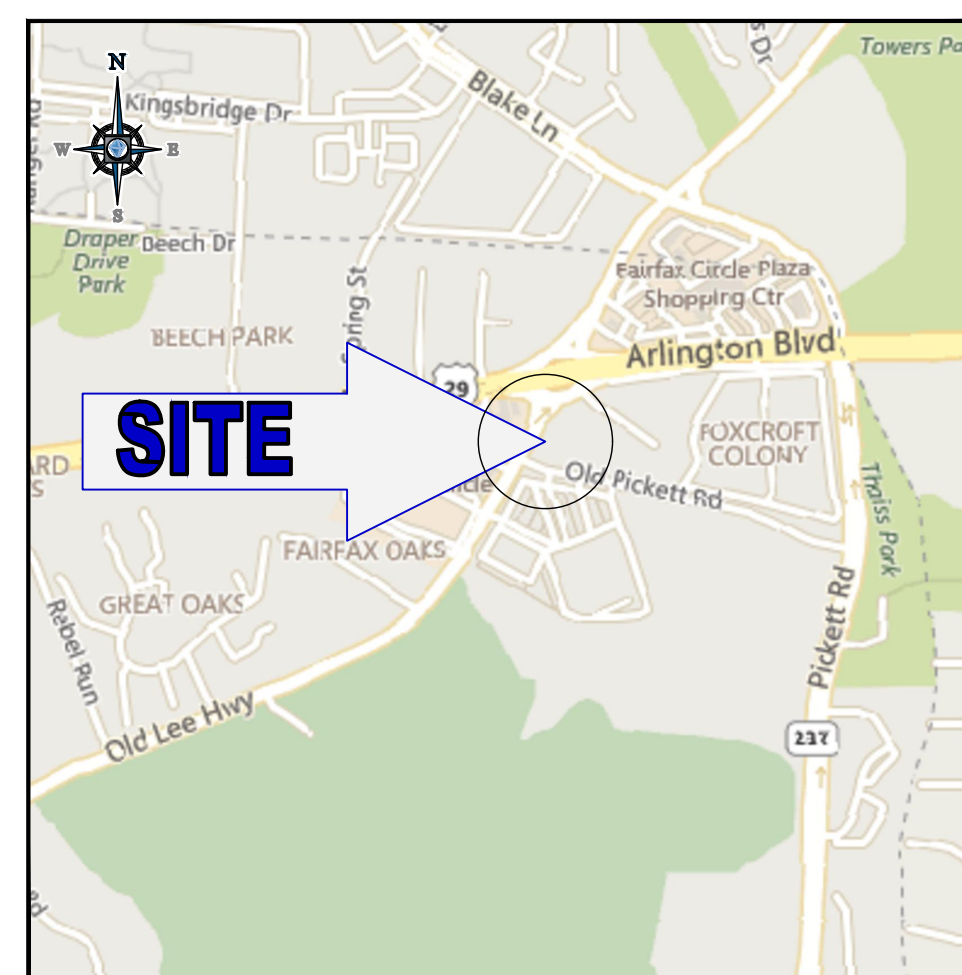 Towers Pa
N
Blake Ln
Kingsbridge Dr
W
E
S
Draper
Drive
Park
Beech Dr
Fairfax Circle Plaza
Shopping Ctr
BEECH PARK
Arlington Blvd
29
SITE
FOXCROFT
COLONY
Old Pickett Rd
Thaiss Park
FAIRFAX OAKS
GREAT OAKS
Rebel Run
Pickett Rd
Old Lee Hwy
237